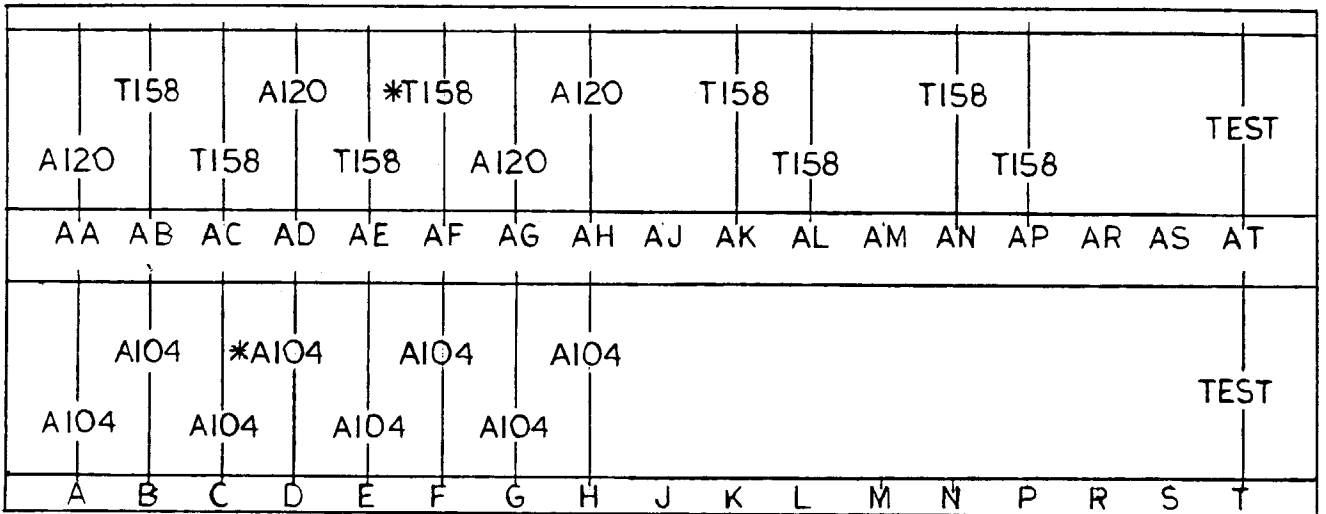 T158 A120 *T158 A120 T158 T158
TEST
A120 T158 T158 A120 T158 T158
AA AB AC AD AE AF AG AH AJ AK AL AM AN AP AR AS AT
A104 *A104 A104 A104
TEST
A104 A104 A104 A104
A B C D E F G H J K L M N P R S T